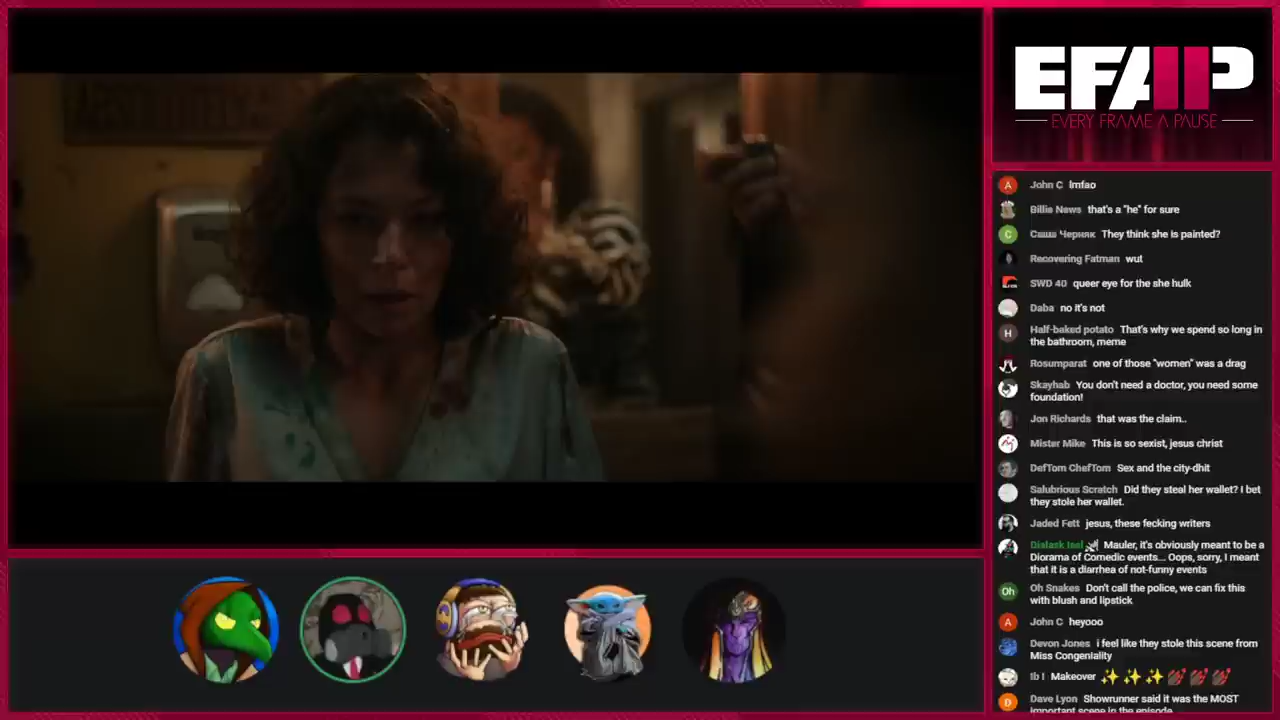 EFAP
EVERY FRAME A PAUSE
John C lmfao
Billie News that's a "he" for sure
Саша Черняк They think she is painted?
Recovering Fatman wut
SWD 40 queer eye for the she hulk
Daba no it's not
Half-baked potato That's why we spend so long in
the bathroom, meme
Rosumparat one of those "women" was a drag
Skayhab You don't need a doctor, you need some
foundation!
Jon Richards that was the claim..
Mister Mike This is so sexist, jesus christ
DefTom ChefTom Sex and the city-dhit
Salubrious Scratch Did they steal her wallet? I bet
they stole her wallet.
Jaded Fett jesus, these fecking writers
Mauler, it's obviously meant to be a
Diorama of Comedic events... Oops, sorry, I meant
that it is a diarrhea of not-funny events
Oh
Oh Snakes Don't call the police, we can fix this
with blush and lipstick
John C heyooo
Devon Jones i feel like they stole this scene from
Miss Congeniality
Ib I Makeover ✨ ✨ ✨ 💅 💅 💅
Dave Lyon Showrunner said it was the MOST
important scene in the episode